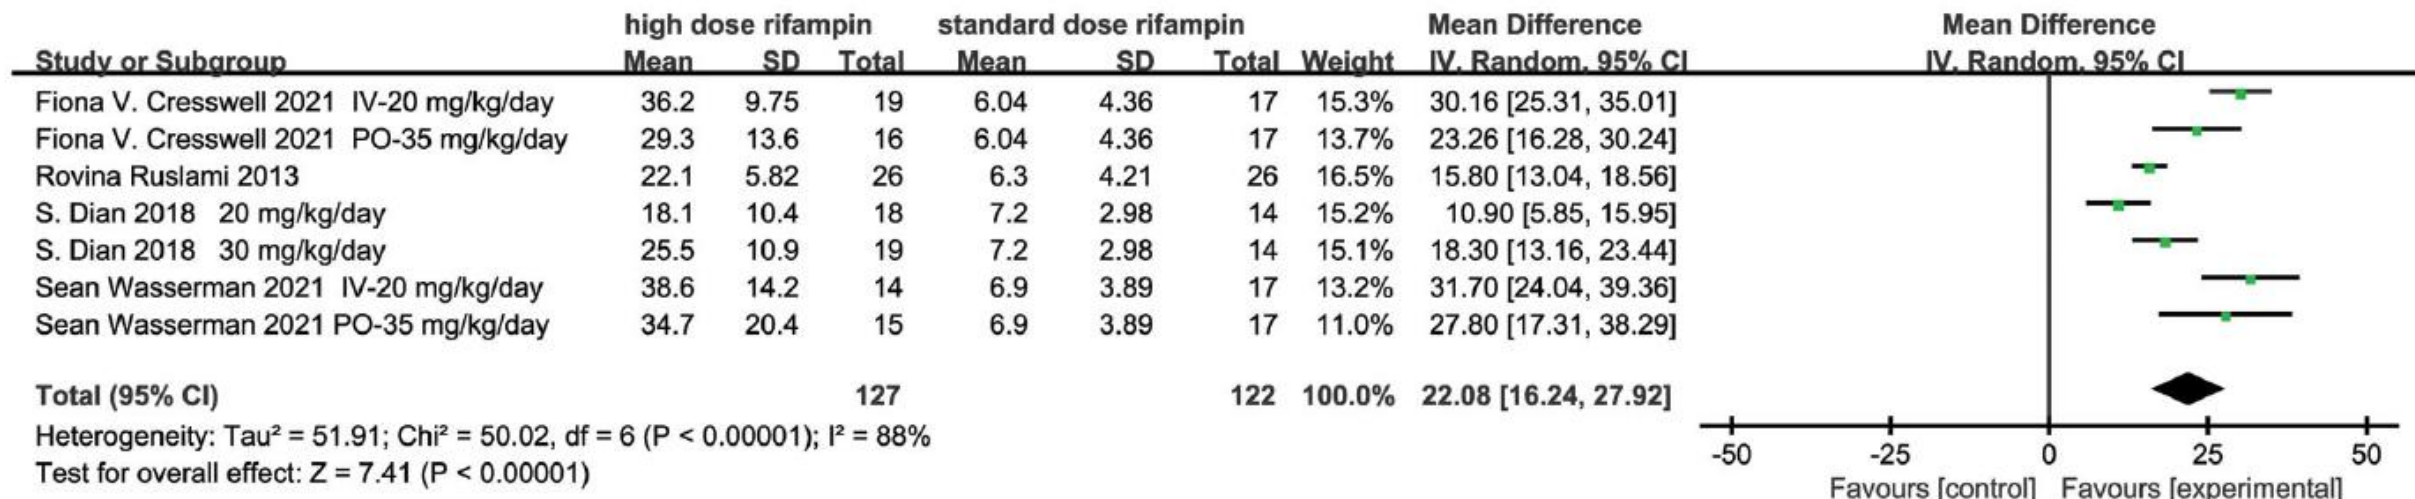 high dose rifampin standard dose rifampin Mean Difference Mean Difference
Study or Subgroup Mean SD Total Mean SD Total Weight IV, Random, 95% CI IV, Random, 95% CI
Fiona V. Cresswell 2021 IV-20 mg/kg/day 36.2 9.75 19 6.04 4.36 17 15.3% 30.16 [25.31, 35.01]
Fiona V. Cresswell 2021 PO-35 mg/kg/day 29.3 13.6 16 6.04 4.36 17 13.7% 23.26 [16.28, 30.24]
Rovina Ruslami 2013 22.1 5.82 26 6.3 4.21 26 16.5% 15.80 [13.04, 18.56]
S. Dian 2018 20 mg/kg/day 18.1 10.4 18 7.2 2.98 14 15.2% 10.90 [5.85, 15.95]
S. Dian 2018 30 mg/kg/day 25.5 10.9 19 7.2 2.98 14 15.1% 18.30 [13.16, 23.44]
Sean Wasserman 2021 IV-20 mg/kg/day 38.6 14.2 14 6.9 3.89 17 13.2% 31.70 [24.04, 39.36]
Sean Wasserman 2021 PO-35 mg/kg/day 34.7 20.4 15 6.9 3.89 17 11.0% 27.80 [17.31, 38.29]
Total (95% CI) 127 122 100.0% 22.08 [16.24, 27.92]
Heterogeneity: Tau² = 51.91; Chi² = 50.02, df = 6 (P < 0.00001); I² = 88%
Test for overall effect: Z = 7.41 (P < 0.00001)
-50 -25 0 25 50
Favours [control] Favours [experimental]